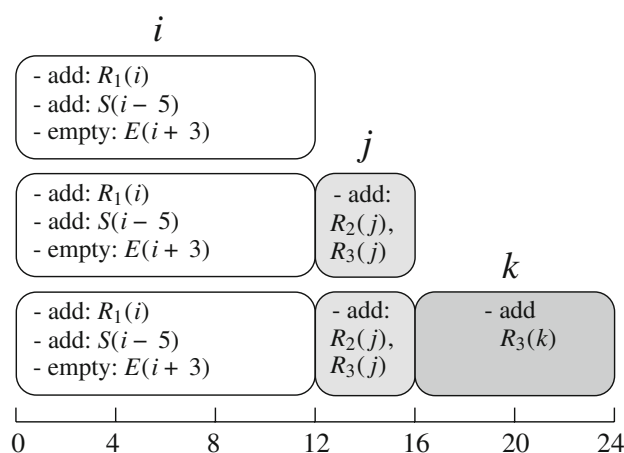 i
- add: R₁(i)
- add: S(i − 5)
- empty: E(i + 3)
j
- add: R₁(i)
- add: S(i − 5)
- empty: E(i + 3)
- add:
R₂(j),
R₃(j)
k
- add: R₁(i)
- add: S(i − 5)
- empty: E(i + 3)
- add:
R₂(j),
R₃(j)
- add
R₃(k)
0 4 8 12 16 20 24